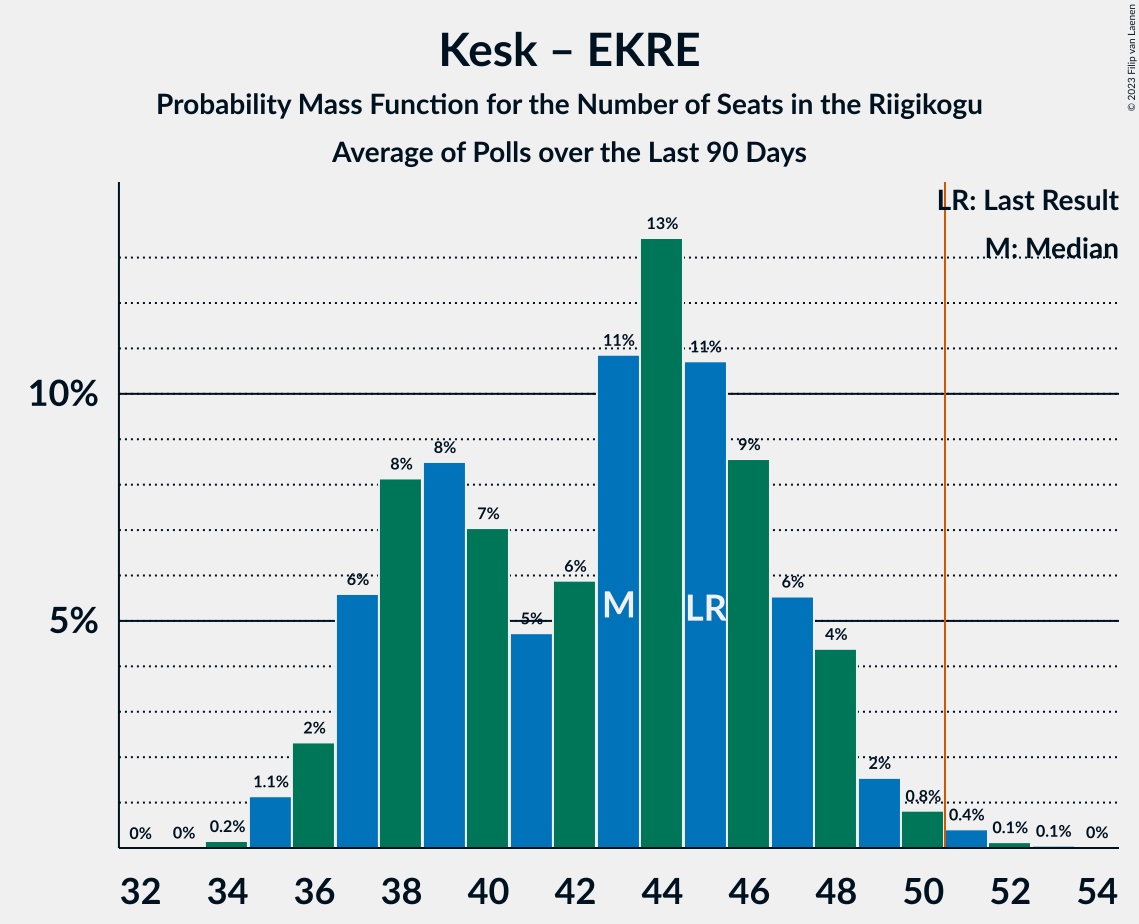 Kesk – EKRE
Probability Mass Function for the Number of Seats in the Riigikogu
Average of Polls over the Last 90 Days
© 2023 Filip van Laenen
LR: Last Result
M: Median
10%
5%
0%
0%
0.2%
1.1%
2%
6%
8%
8%
7%
5%
6%
11%
13%
11%
9%
6%
4%
2%
0.8%
0.4%
0.1%
0.1%
0%
M
LR
32 34 36 38 40 42 44 46 48 50 52 54